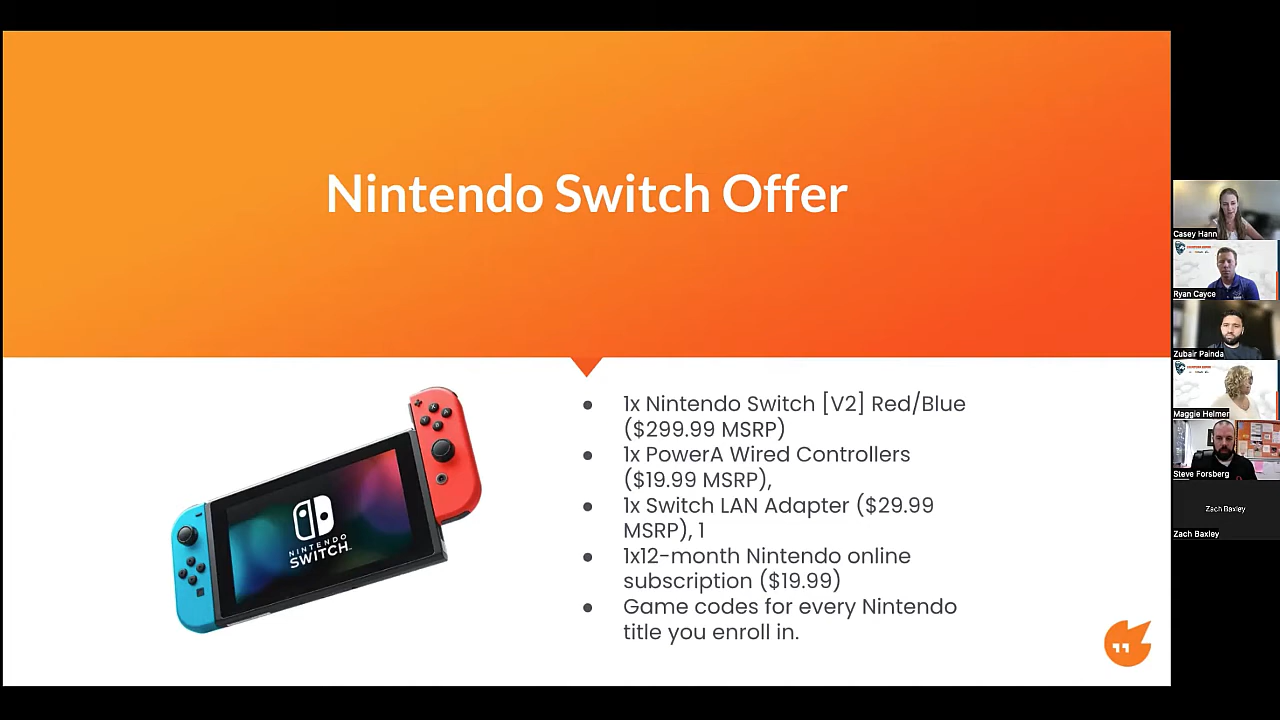 Nintendo Switch Offer
NINTENDO
SWITCH
1x Nintendo Switch [V2] Red/Blue
($299.99 MSRP)
1x PowerA Wired Controllers
($19.99 MSRP),
1x Switch LAN Adapter ($29.99
MSRP), 1
1x12-month Nintendo online
subscription ($19.99)
Game codes for every Nintendo
title you enroll in.
Casey Hann
Ryan Cayce
Zubair Painda
Maggie Helmer
Steve Forsberg
Zach Baxley
Zach Baxley